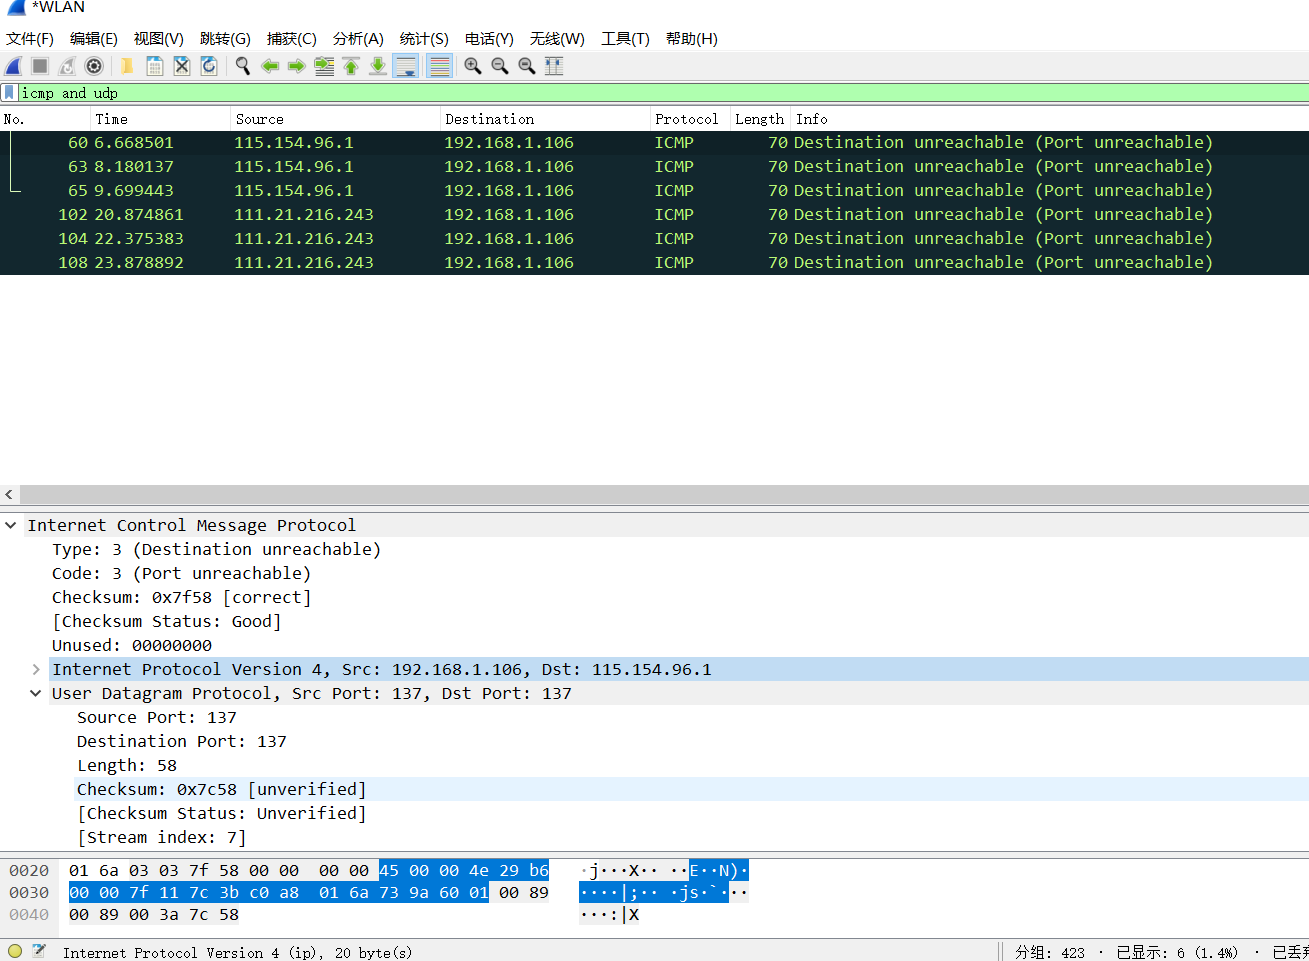 *WLAN
文件(F) 编辑(E) 视图(V) 跳转(G) 捕获(C) 分析(A) 统计(S) 电话(Y) 无线(W) 工具(T) 帮助(H)
icmp and udp
No. Time Source Destination Protocol Length Info
60 6.668501 115.154.96.1 192.168.1.106 ICMP 70 Destination unreachable (Port unreachable)
63 8.180137 115.154.96.1 192.168.1.106 ICMP 70 Destination unreachable (Port unreachable)
65 9.699443 115.154.96.1 192.168.1.106 ICMP 70 Destination unreachable (Port unreachable)
102 20.874861 111.21.216.243 192.168.1.106 ICMP 70 Destination unreachable (Port unreachable)
104 22.375383 111.21.216.243 192.168.1.106 ICMP 70 Destination unreachable (Port unreachable)
108 23.878892 111.21.216.243 192.168.1.106 ICMP 70 Destination unreachable (Port unreachable)
Internet Control Message Protocol
Type: 3 (Destination unreachable)
Code: 3 (Port unreachable)
Checksum: 0x7f58 [correct]
[Checksum Status: Good]
Unused: 00000000
Internet Protocol Version 4, Src: 192.168.1.106, Dst: 115.154.96.1
User Datagram Protocol, Src Port: 137, Dst Port: 137
Source Port: 137
Destination Port: 137
Length: 58
Checksum: 0x7c58 [unverified]
[Checksum Status: Unverified]
[Stream index: 7]
0020 01 6a 03 03 7f 58 00 00 00 00 45 00 00 4e 29 b6 ·j···X·· ··E··N)·
0030 00 00 7f 11 7c 3b c0 a8 01 6a 73 9a 60 01 00 89 ····|;·· ·js·`···
0040 00 89 00 3a 7c 58 ···:|X
Internet Protocol Version 4 (ip), 20 byte(s) 分组: 423 · 已显示: 6 (1.4%) · 已丢